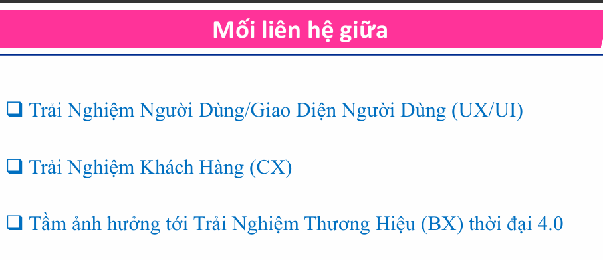 Mối liên hệ giữa
Trải Nghiệm Người Dùng/Giao Diện Người Dùng (UX/UI)
Trải Nghiệm Khách Hàng (CX)
Tầm ảnh hưởng tới Trải Nghiệm Thương Hiệu (BX) thời đại 4.0